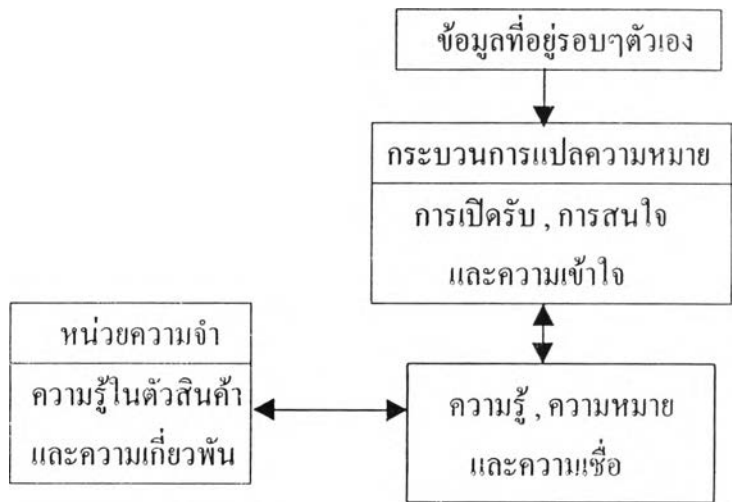 ข้อมูลที่อยู่รอบๆตัวเอง
กระบวนการแปลความหมาย
การเปิดรับ , การสนใจ
และความเข้าใจ
หน่วยความจำ
ความรู้ในตัวสินค้า
และความเกี่ยวพัน
ความรู้ , ความหมาย
และความเชื่อ